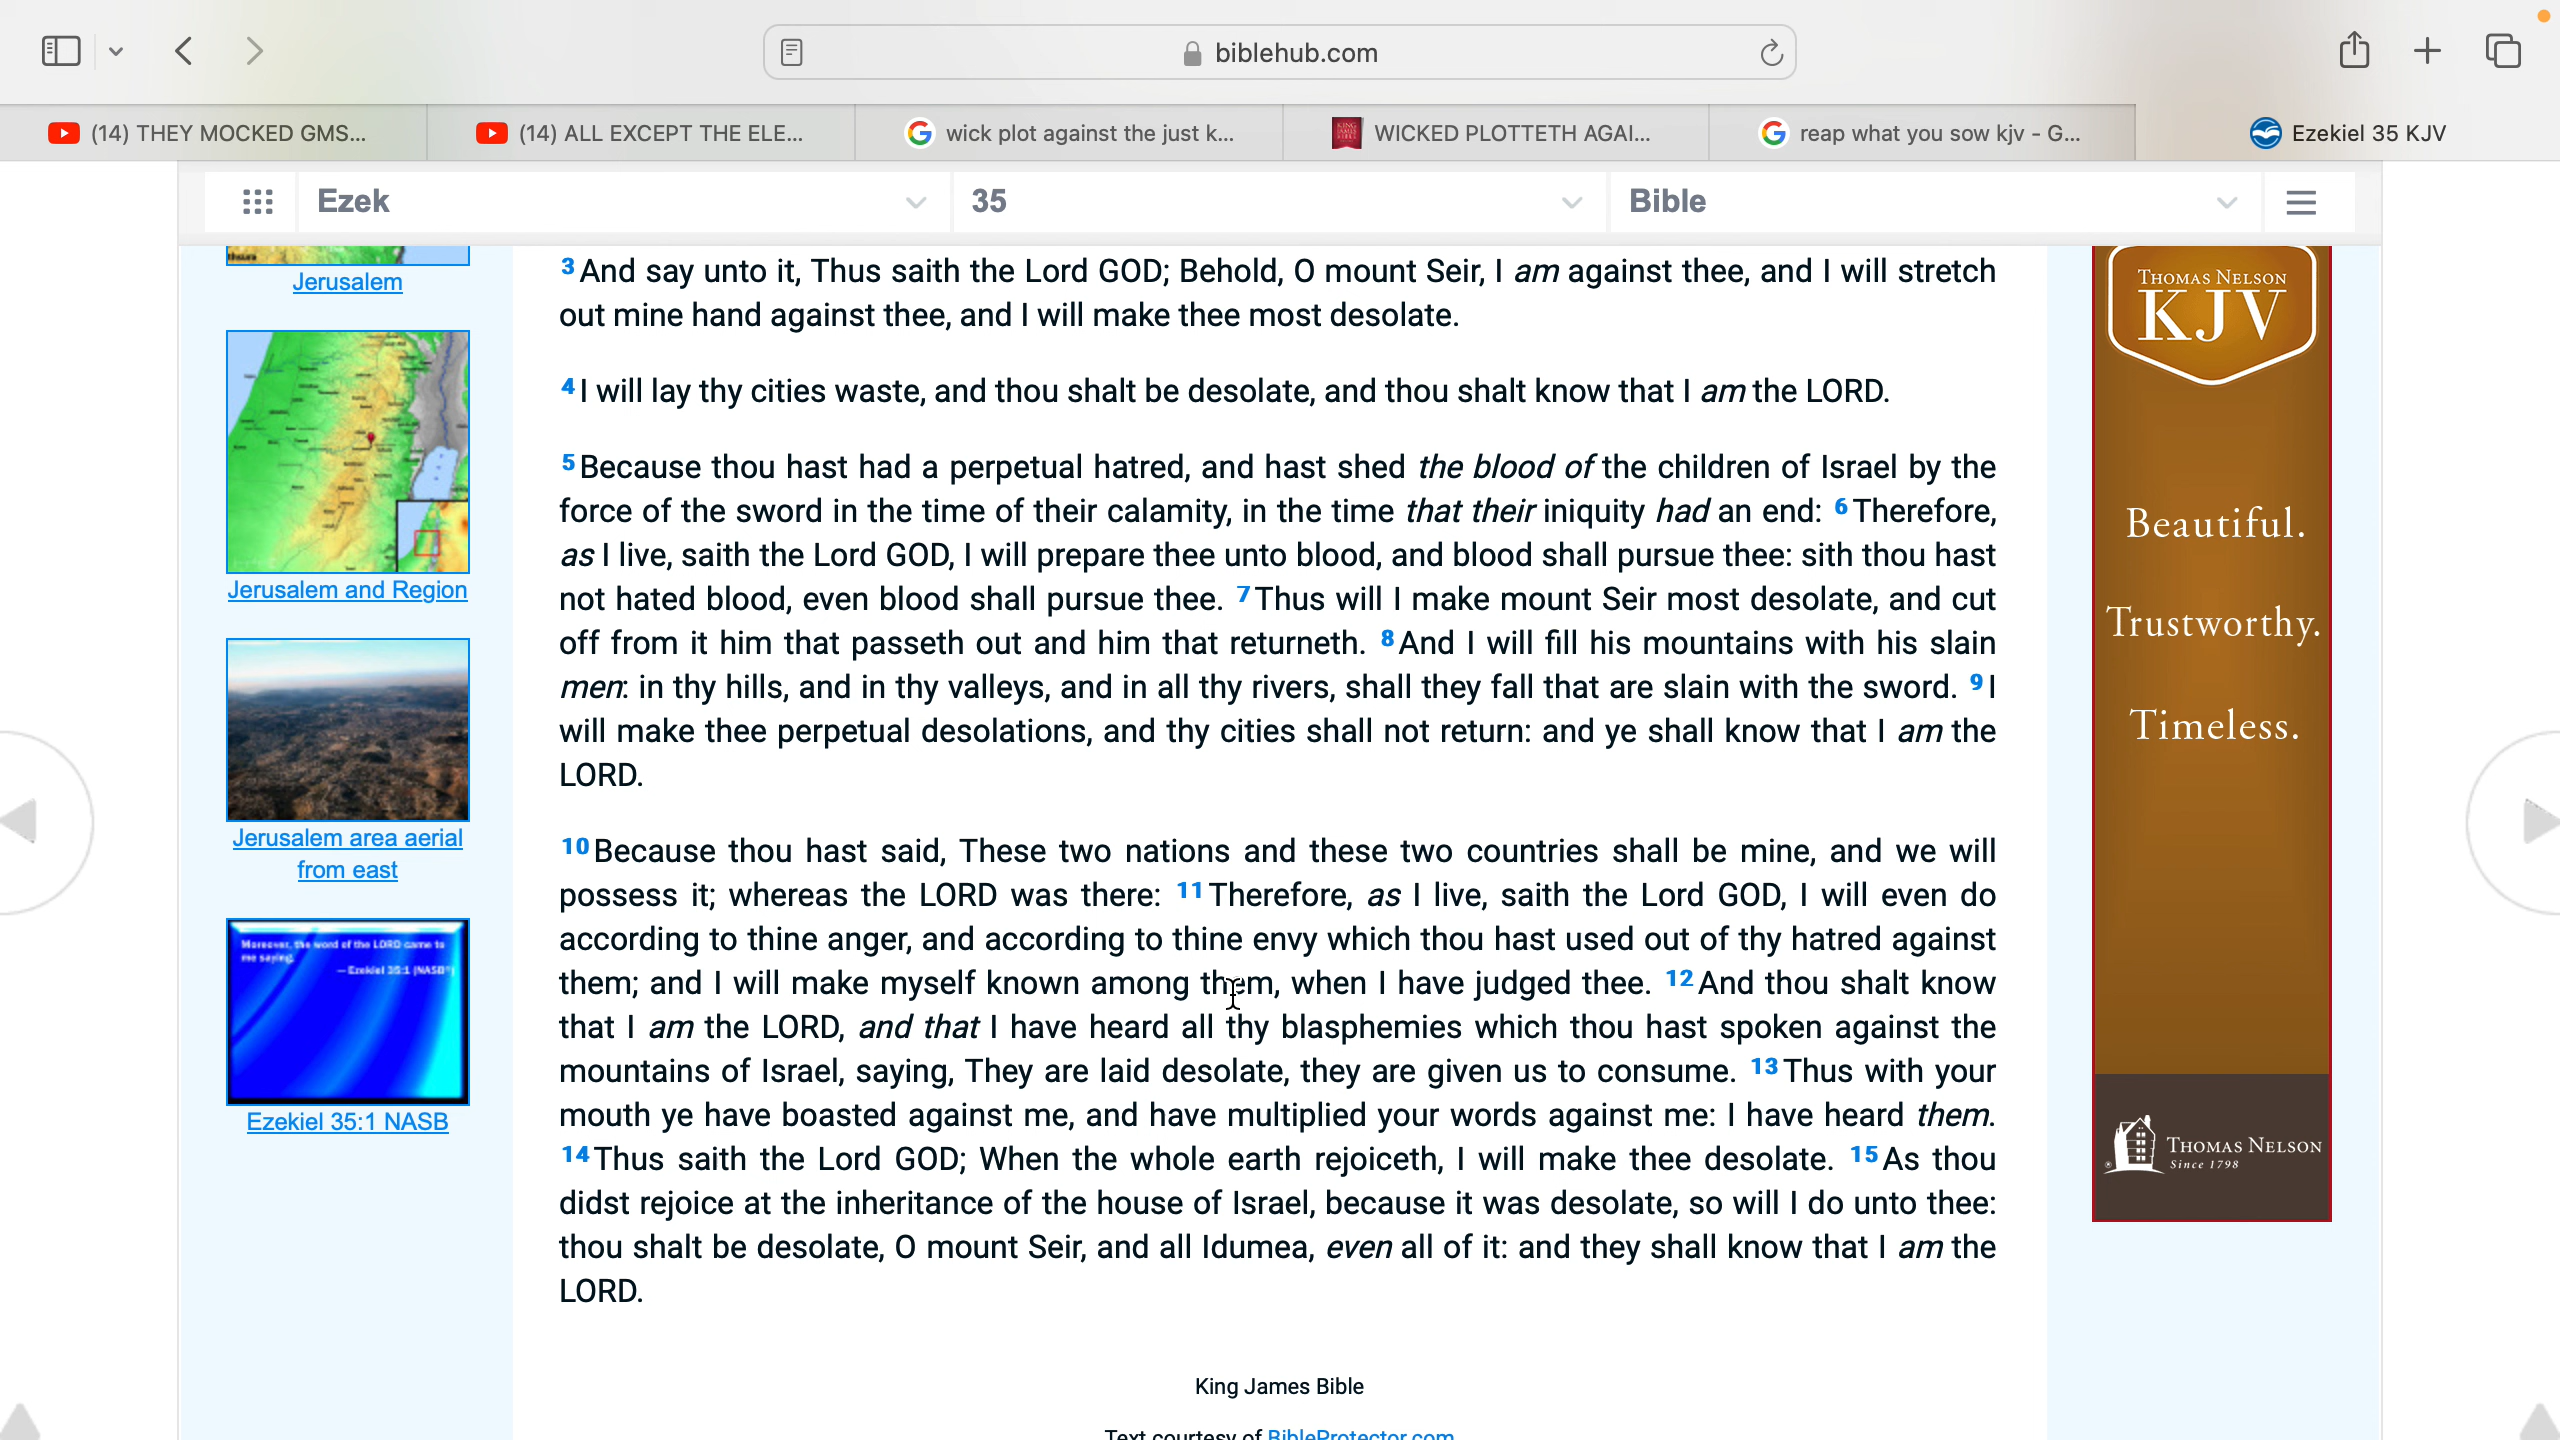 biblehub.com
(14) THEY MOCKED GMS...
(14) ALL EXCEPT THE ELE...
wick plot against the just k...
WICKED PLOTTETH AGAI...
reap what you sow kjv - G...
Ezekiel 35 KJV
Ezek
35
Bible
Jerusalem
Jerusalem and Region
Jerusalem area aerial
from east
Moreover, the word of the LORD came to
me saying,
— Ezekiel 35:1 (NASB®)
Ezekiel 35:1 NASB
3 And say unto it, Thus saith the Lord GOD; Behold, O mount Seir, I am against thee, and I will stretch
out mine hand against thee, and I will make thee most desolate.
4 I will lay thy cities waste, and thou shalt be desolate, and thou shalt know that I am the LORD.
5 Because thou hast had a perpetual hatred, and hast shed the blood of the children of Israel by the
force of the sword in the time of their calamity, in the time that their iniquity had an end: 6 Therefore,
as I live, saith the Lord GOD, I will prepare thee unto blood, and blood shall pursue thee: sith thou hast
not hated blood, even blood shall pursue thee. 7 Thus will I make mount Seir most desolate, and cut
off from it him that passeth out and him that returneth. 8 And I will fill his mountains with his slain
men: in thy hills, and in thy valleys, and in all thy rivers, shall they fall that are slain with the sword. 9 I
will make thee perpetual desolations, and thy cities shall not return: and ye shall know that I am the
LORD.
10 Because thou hast said, These two nations and these two countries shall be mine, and we will
possess it; whereas the LORD was there: 11 Therefore, as I live, saith the Lord GOD, I will even do
according to thine anger, and according to thine envy which thou hast used out of thy hatred against
them; and I will make myself known among them, when I have judged thee. 12 And thou shalt know
that I am the LORD, and that I have heard all thy blasphemies which thou hast spoken against the
mountains of Israel, saying, They are laid desolate, they are given us to consume. 13 Thus with your
mouth ye have boasted against me, and have multiplied your words against me: I have heard them.
14 Thus saith the Lord GOD; When the whole earth rejoiceth, I will make thee desolate. 15 As thou
didst rejoice at the inheritance of the house of Israel, because it was desolate, so will I do unto thee:
thou shalt be desolate, O mount Seir, and all Idumea, even all of it: and they shall know that I am the
LORD.
King James Bible
Text courtesy of BibleProtector.com
THOMAS NELSON
KJV
Beautiful.
Trustworthy.
Timeless.
THOMAS NELSON
Since 1798